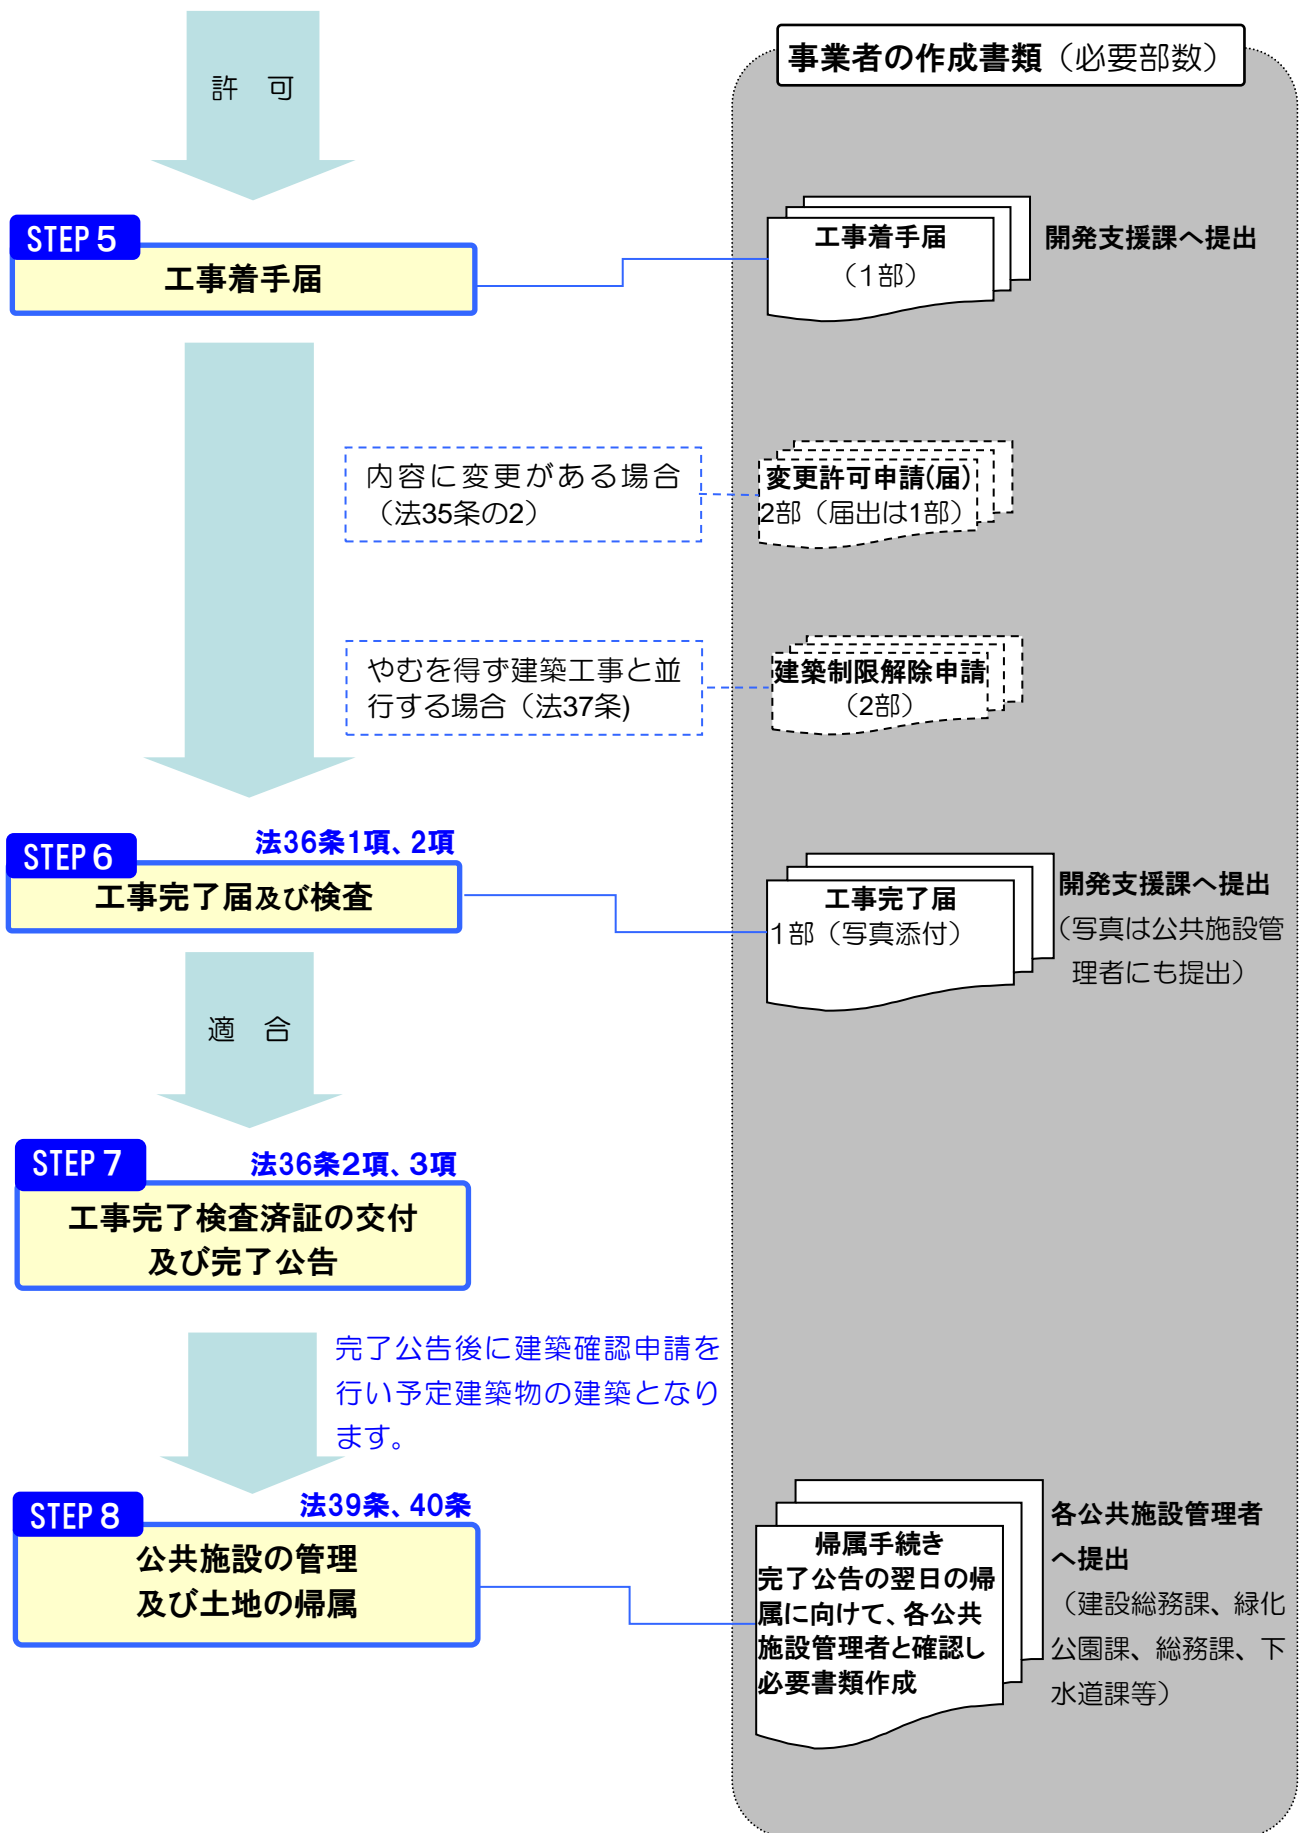 許　可
事業者の作成書類（必要部数）
STEP 5
工事着手届
工事着手届
（1部）
開発支援課へ提出
内容に変更がある場合
（法35条の2）
変更許可申請(届)
2部（届出は1部）
やむを得ず建築工事と並
行する場合（法37条)
建築制限解除申請
（2部）
STEP 6
法36条1項、2項
工事完了届及び検査
工事完了届
1部（写真添付）
開発支援課へ提出
（写真は公共施設管
理者にも提出）
適　合
STEP 7
法36条2項、3項
工事完了検査済証の交付
及び完了公告
完了公告後に建築確認申請を
行い予定建築物の建築となり
ます。
STEP 8
法39条、40条
公共施設の管理
及び土地の帰属
帰属手続き
完了公告の翌日の帰
属に向けて、各公共
施設管理者と確認し
必要書類作成
各公共施設管理者
へ提出
（建設総務課、緑化
公園課、総務課、下
水道課等）